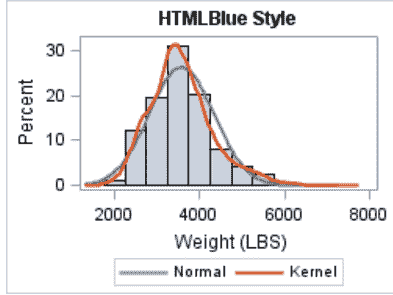 HTMLBlue Style
Percent
30
20
10
0
2000 4000 6000 8000
Weight (LBS)
Normal Kernel